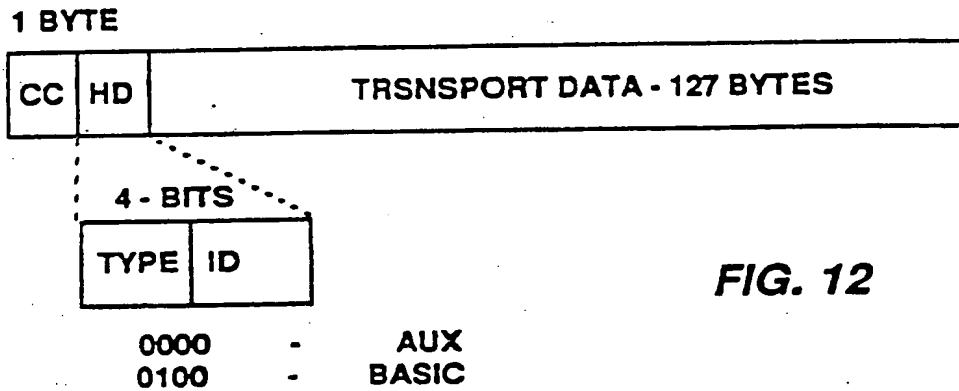 1 BYTE
CC HD TRSNSPORT DATA - 127 BYTES
4 - BITS
TYPE ID
FIG. 12
0000 - AUX
0100 - BASIC